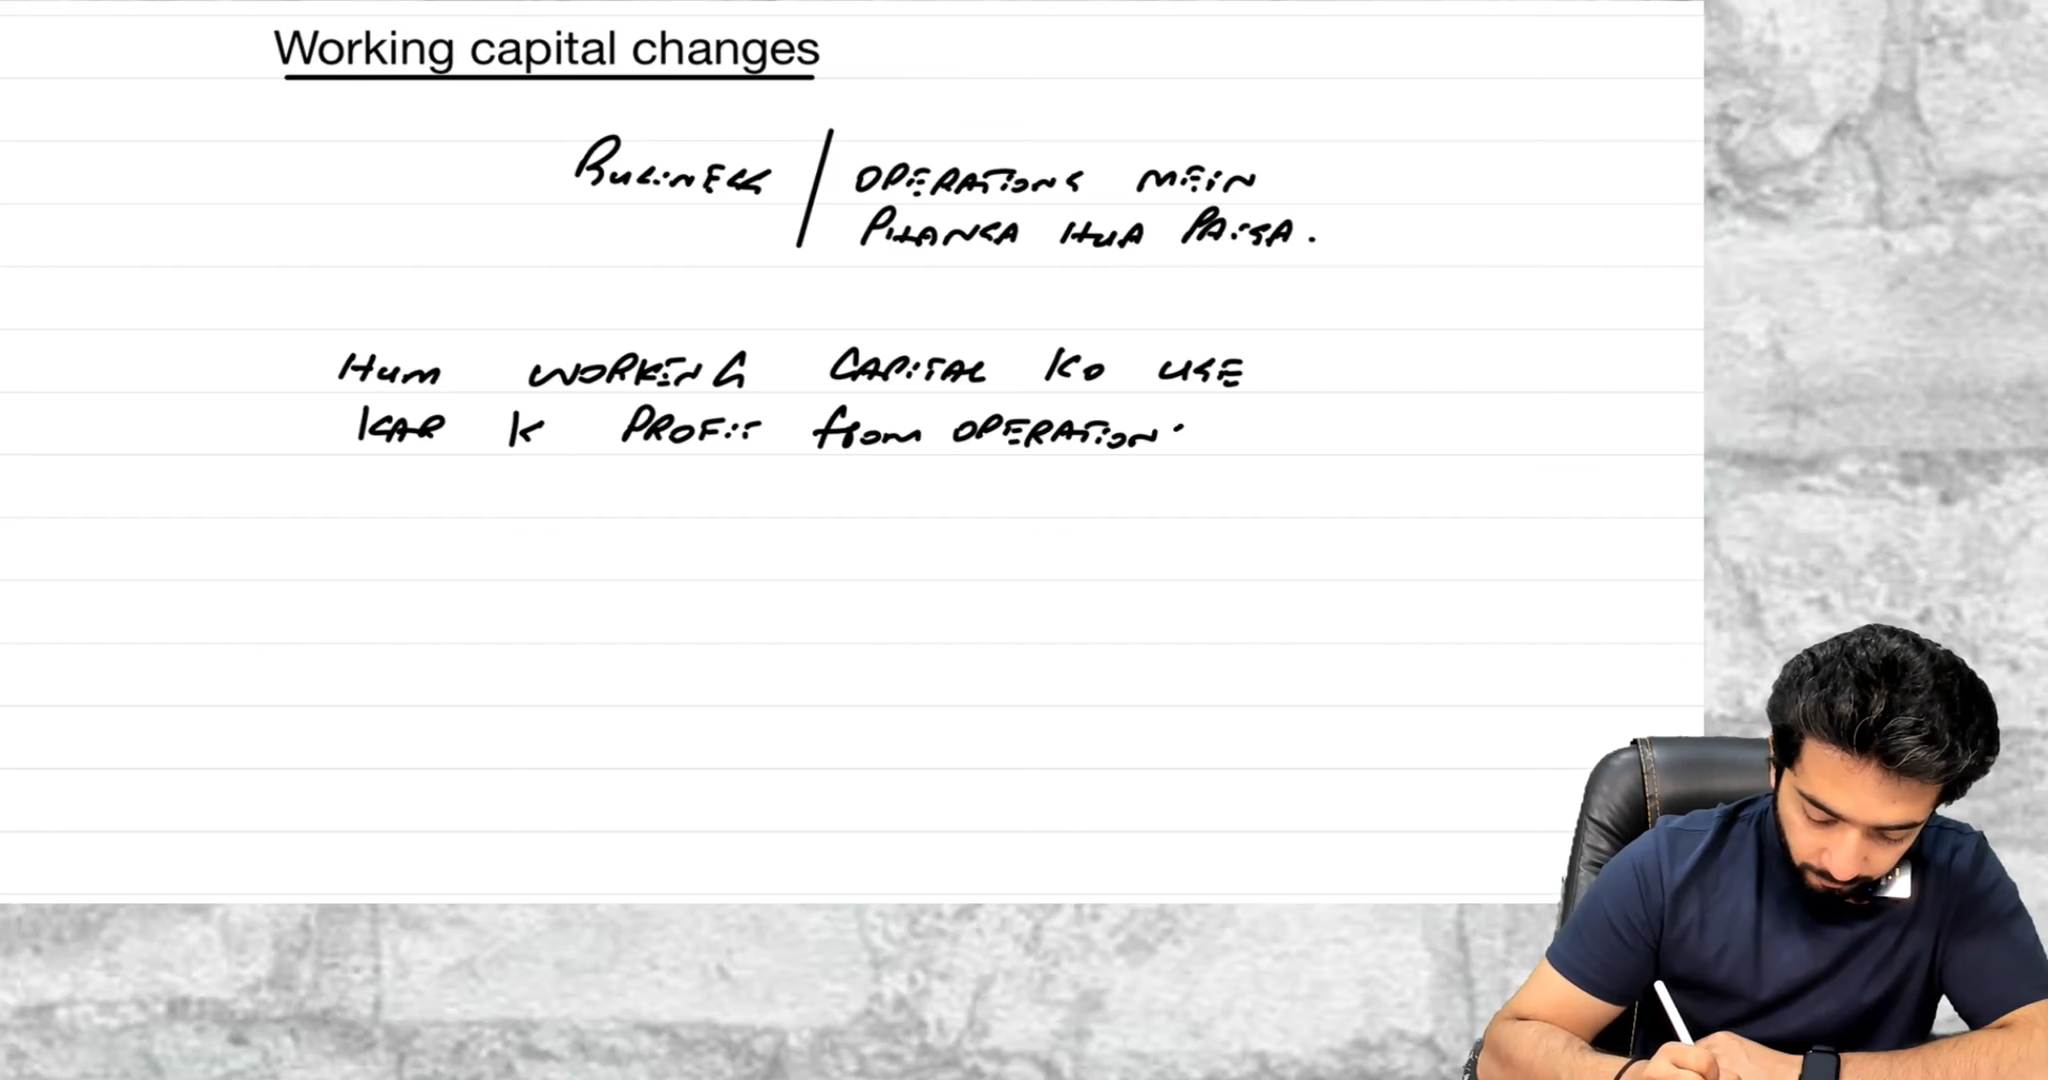 Working capital changes
BUSINESS / OPERATIONS MEIN
PHANSA HUA PAISA.
HUM WORKING CAPITAL KO USE
KAR K PROFIT from OPERATION